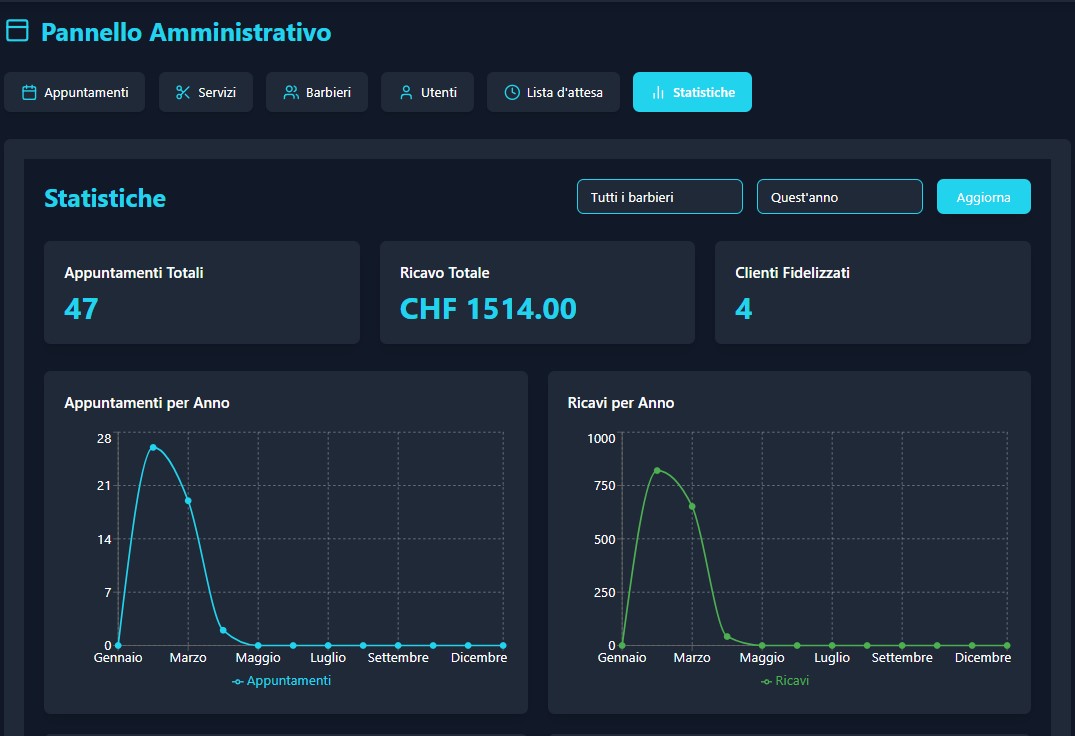 Pannello Amministrativo
Appuntamenti Servizi Barbieri Utenti Lista d'attesa Statistiche
Statistiche Tutti i barbieri Quest'anno Aggiorna
Appuntamenti Totali
47
Ricavo Totale
CHF 1514.00
Clienti Fidelizzati
4
Appuntamenti per Anno
28
21
14
7
0
Gennaio Marzo Maggio Luglio Settembre Dicembre
Appuntamenti
Ricavi per Anno
1000
750
500
250
0
Gennaio Marzo Maggio Luglio Settembre Dicembre
Ricavi